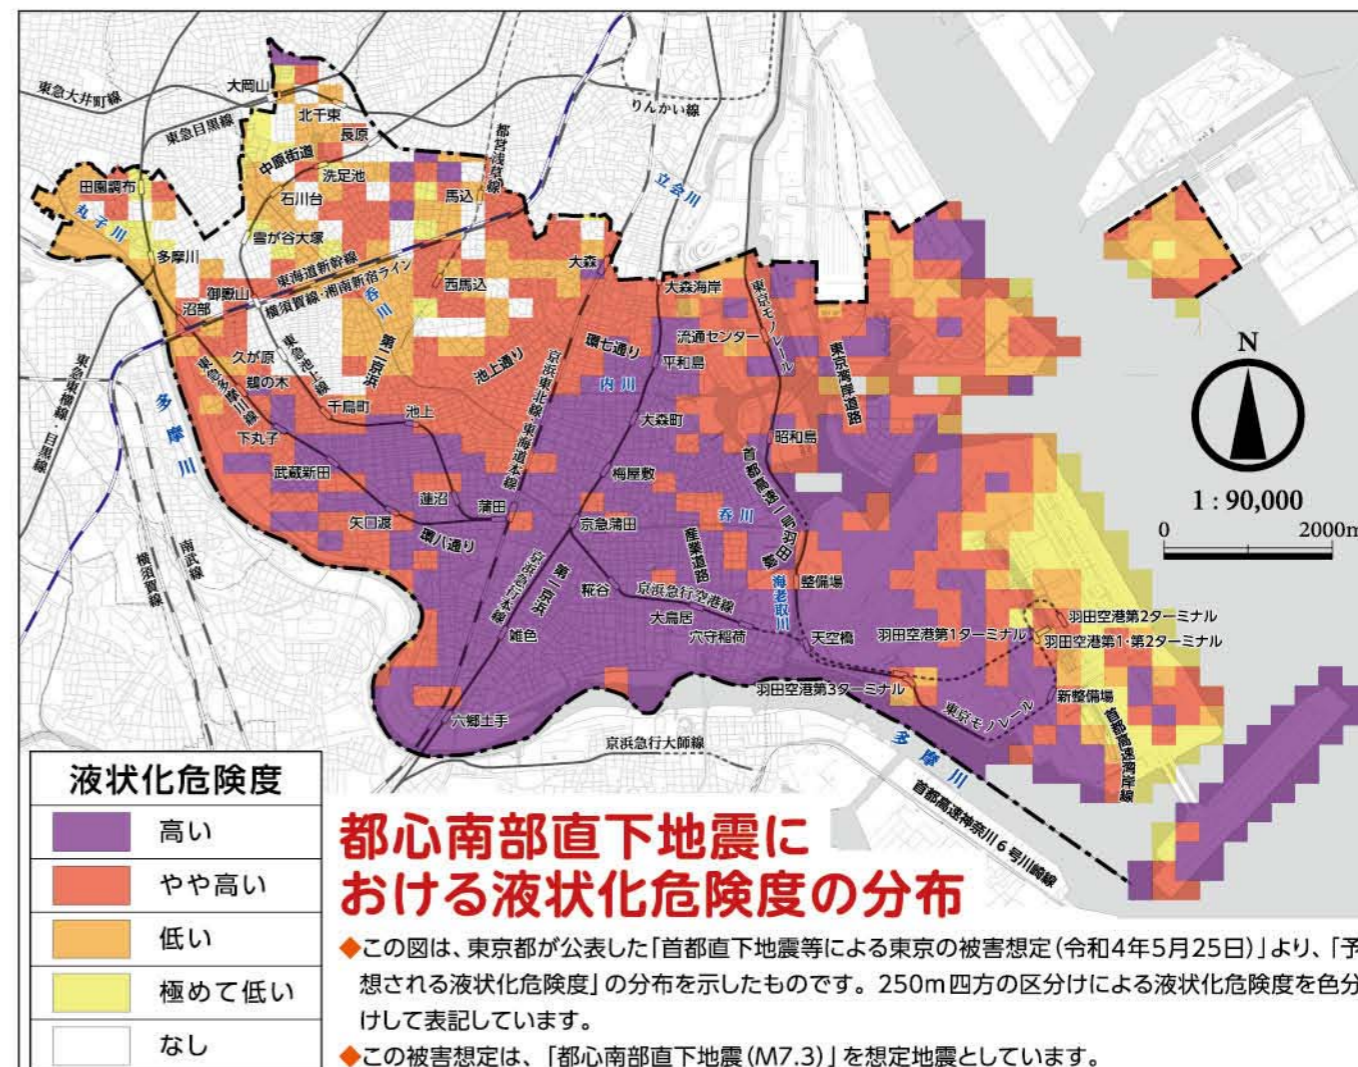 大岡山
東急大井町線
りんかい線
北千束
東急目黒線
長原
都営浅草線
中原街道
洗足池
田園調布
石川台
馬込
立会川
丸子川
雪が谷大塚
多摩川
東海道新幹線
大森
御嶽山
横須賀線・湘南新宿ライン
西馬込
大森海岸
東京モノレール
沼部
呑川
流通センター
久が原
東急池上線
第二京浜
池上通り
環七通り
平和島
東京湾岸道路
東急東横線・目黒線
鵜の木
東急多摩川線
京浜東北線・東海道本線
内川
多摩川
千鳥町
池上
大森町
下丸子
昭和島
武蔵新田
梅屋敷
首都高速一号羽田線
蓮沼
蒲田
呑川
矢口渡
京急蒲田
環八通り
産業道路
横須賀線
南武線
京浜急行本線
第一京浜
糀谷
京浜急行空港線
海老取川
整備場
大鳥居
雑色
穴守稲荷
天空橋
羽田空港第1ターミナル
羽田空港第2ターミナル
羽田空港第1・第2ターミナル
羽田空港第3ターミナル
新整備場
六郷土手
東京モノレール
首都高速湾岸線
京浜急行大師線
多摩川
首都高速神奈川6号川崎線
N
1 : 90,000
0 2000m
液状化危険度
高い
やや高い
低い
極めて低い
なし
都心南部直下地震に
おける液状化危険度の分布
◆この図は、東京都が公表した「首都直下地震等による東京の被害想定(令和4年5月25日)」より、「予
想される液状化危険度」の分布を示したものです。250m四方の区分けによる液状化危険度を色分
けして表記しています。
◆この被害想定は、「都心南部直下地震(M7.3)」を想定地震としています。